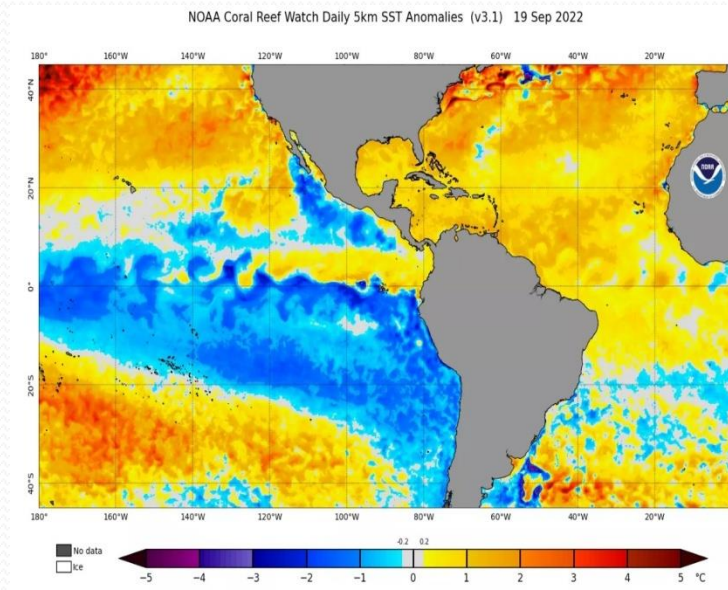 NOAA Coral Reef Watch Daily 5km SST Anomalies (v3.1) 19 Sep 2022
180° 160°W 140°W 120°W 100°W 80°W 60°W 40°W 20°W
40°N
20°N
0°
20°S
40°S
NOAA
180° 160°W 140°W 120°W 100°W 80°W 60°W 40°W 20°W
-0.2 0.2
No data
Ice
−5 −4 −3 −2 −1 0 1 2 3 4 5 °C